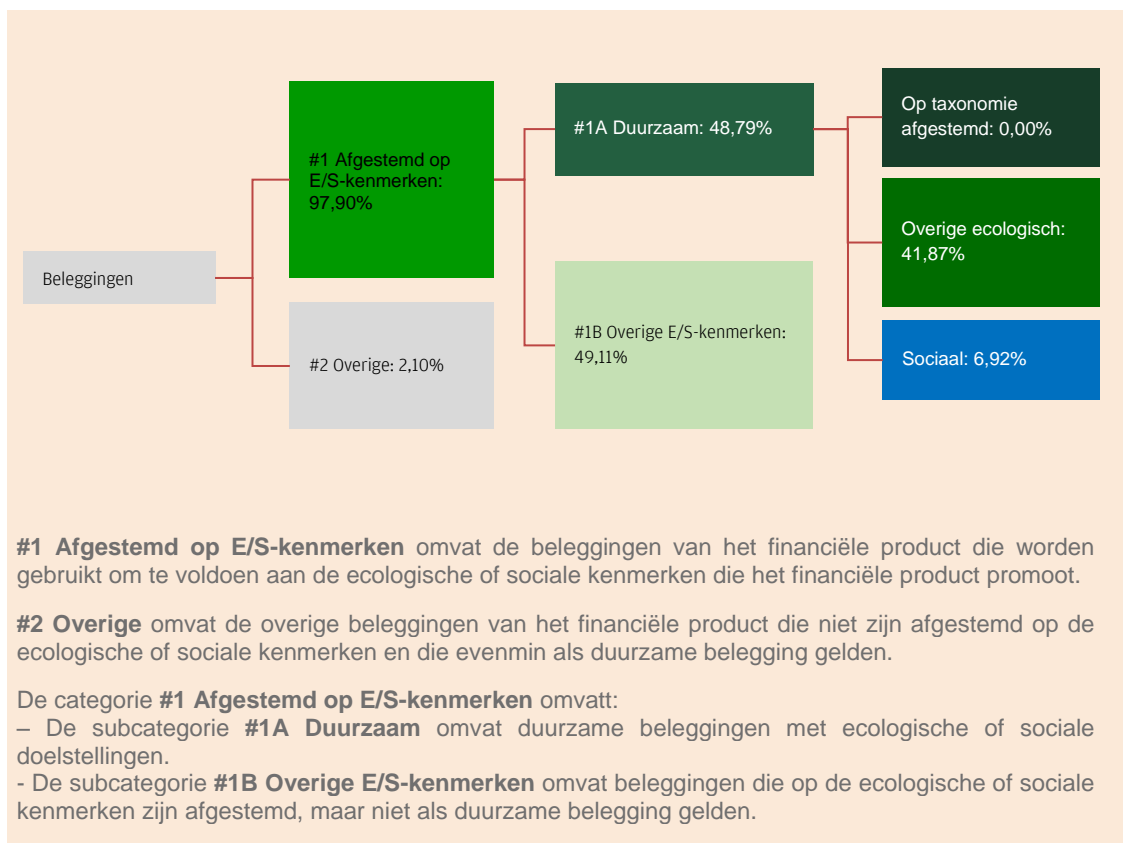 Beleggingen
#1 Afgestemd op
E/S-kenmerken:
97,90%
#2 Overige: 2,10%
#1A Duurzaam: 48,79%
#1B Overige E/S-kenmerken:
49,11%
Op taxonomie
afgestemd: 0,00%
Overige ecologisch:
41,87%
Sociaal: 6,92%
#1 Afgestemd op E/S-kenmerken omvat de beleggingen van het financiële product die worden
gebruikt om te voldoen aan de ecologische of sociale kenmerken die het financiële product promoot.
#2 Overige omvat de overige beleggingen van het financiële product die niet zijn afgestemd op de
ecologische of sociale kenmerken en die evenmin als duurzame belegging gelden.
De categorie #1 Afgestemd op E/S-kenmerken omvatt:
– De subcategorie #1A Duurzaam omvat duurzame beleggingen met ecologische of sociale
doelstellingen.
- De subcategorie #1B Overige E/S-kenmerken omvat beleggingen die op de ecologische of sociale
kenmerken zijn afgestemd, maar niet als duurzame belegging gelden.